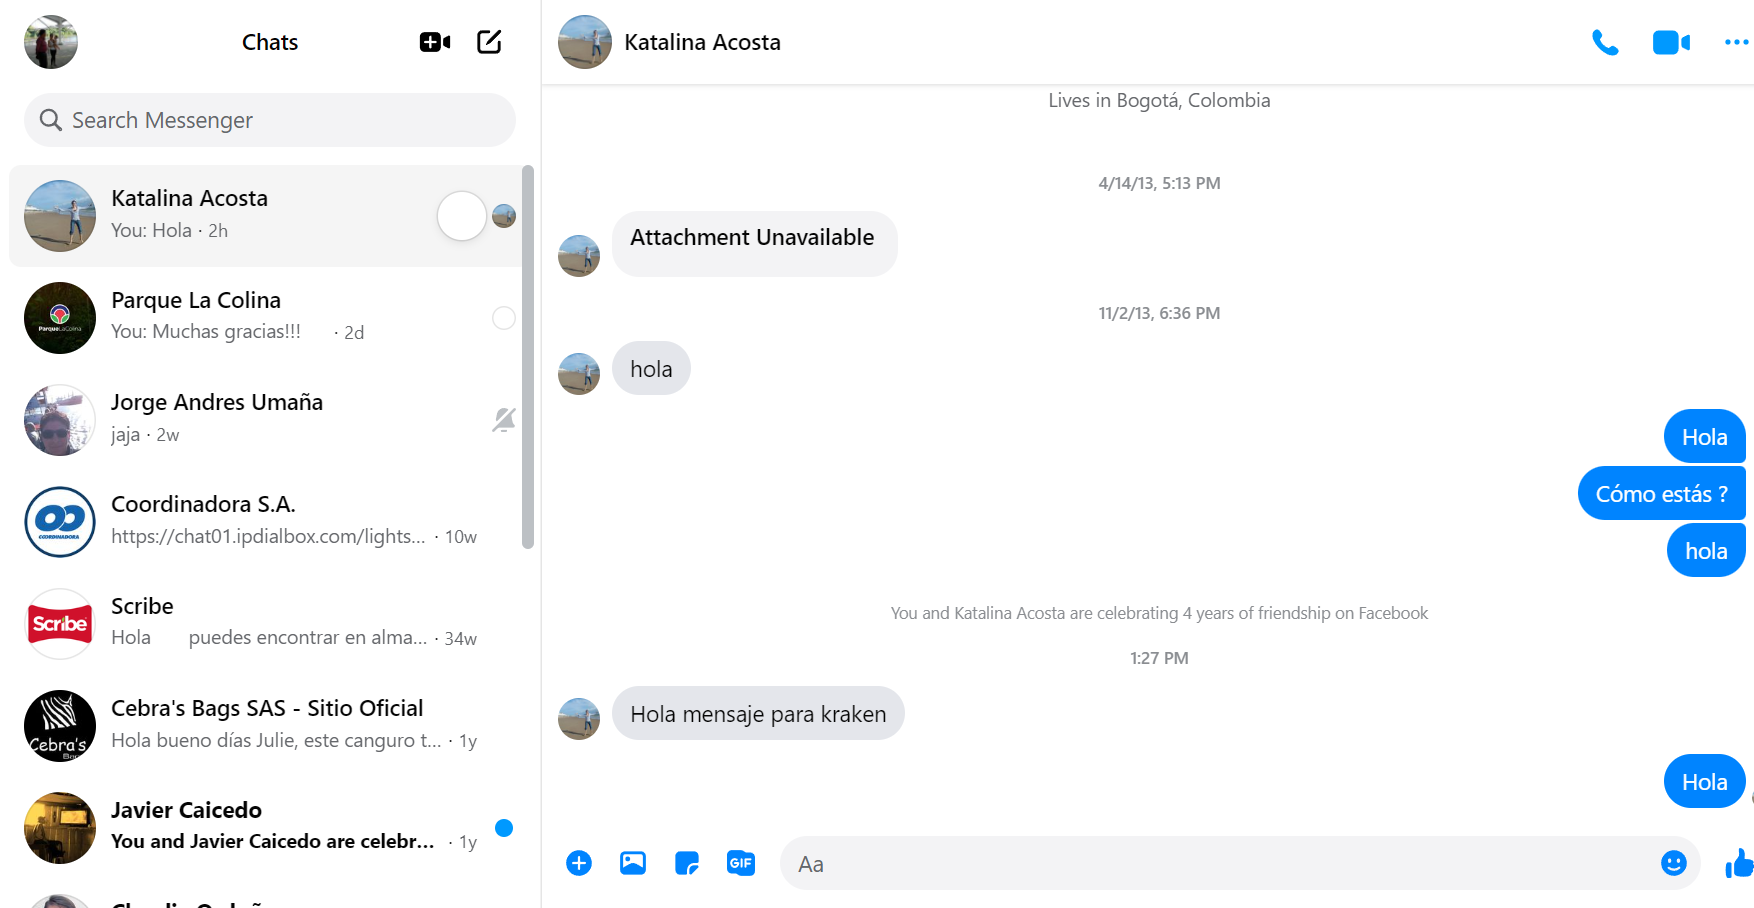 Chats
Search Messenger
Katalina Acosta
You: Hola · 2h
Parque La Colina
ParqueLaColina
You: Muchas gracias!!! · 2d
Jorge Andres Umaña
jaja · 2w
Coordinadora S.A.
COORDINADORA
https://chat01.ipdialbox.com/lights... · 10w
Scribe
Scribe
Hola puedes encontrar en alma... · 34w
Cebra's Bags SAS - Sitio Oficial
Cebra's
Hola bueno días Julie, este canguro t... · 1y
Javier Caicedo
You and Javier Caicedo are celebr... · 1y
Katalina Acosta
Lives in Bogotá, Colombia
4/14/13, 5:13 PM
Attachment Unavailable
11/2/13, 6:36 PM
hola
Hola
Cómo estás ?
hola
You and Katalina Acosta are celebrating 4 years of friendship on Facebook
1:27 PM
Hola mensaje para kraken
Hola
GIF
Aa